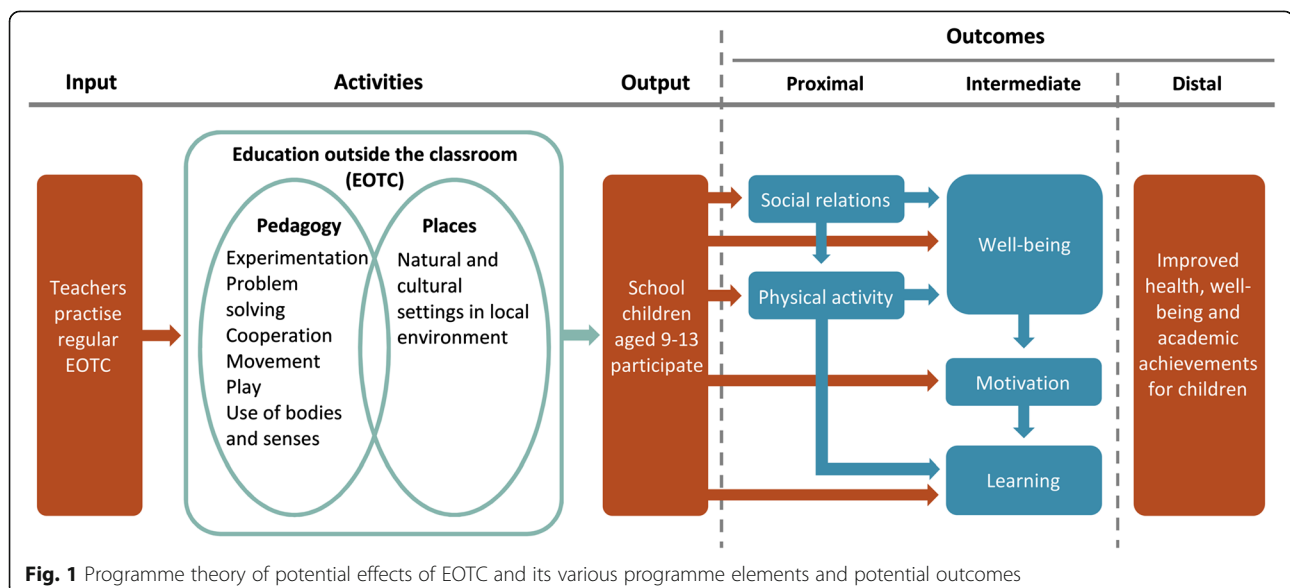 Outcomes
Input
Activities
Output
Proximal
Intermediate
Distal
Teachers
practise
regular
EOTC
Education outside the classroom
(EOTC)
Pedagogy
Experimentation
Problem
solving
Cooperation
Movement
Play
Use of bodies
and senses
Places
Natural and
cultural
settings in local
environment
School
children
aged 9-13
participate
Social relations
Physical activity
Well-being
Motivation
Learning
Improved
health, well-
being and
academic
achievements
for children
Fig. 1 Programme theory of potential effects of EOTC and its various programme elements and potential outcomes